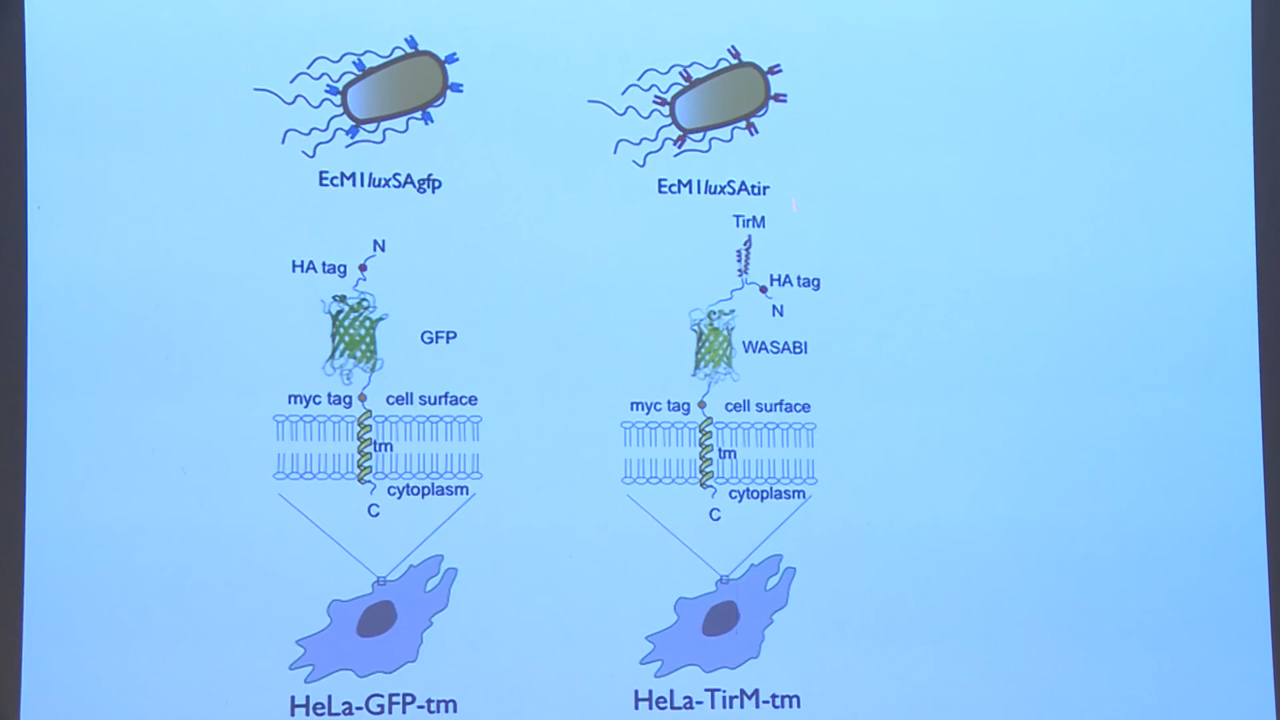 EcM1luxSAgfp
EcM1luxSAtir
TirM
N
HA tag
HA tag
N
GFP
WASABI
myc tag
cell surface
myc tag
cell surface
tm
tm
cytoplasm
cytoplasm
C
C
HeLa-GFP-tm
HeLa-TirM-tm